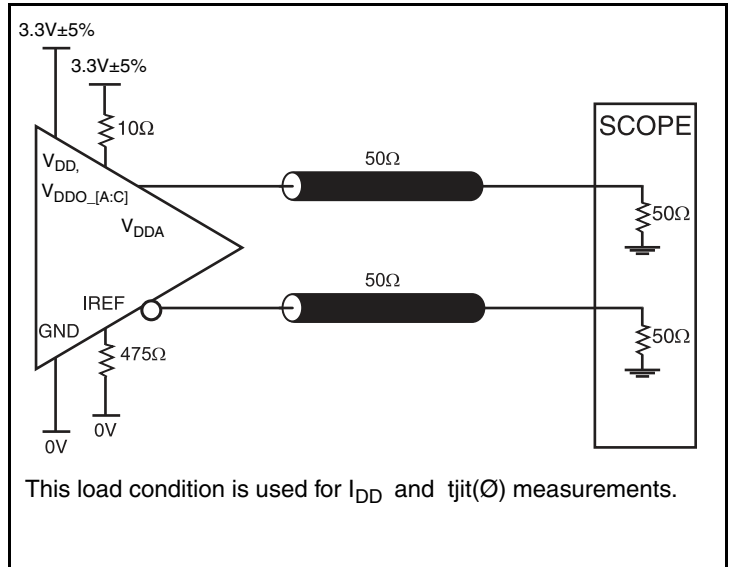 3.3V±5%
3.3V±5%
10Ω
SCOPE
50Ω
V_DD,
V_DDO_[A:C]
V_DDA
50Ω
50Ω
IREF
GND
475Ω
50Ω
0V
0V
This load condition is used for I_DD and tjit(Ø) measurements.